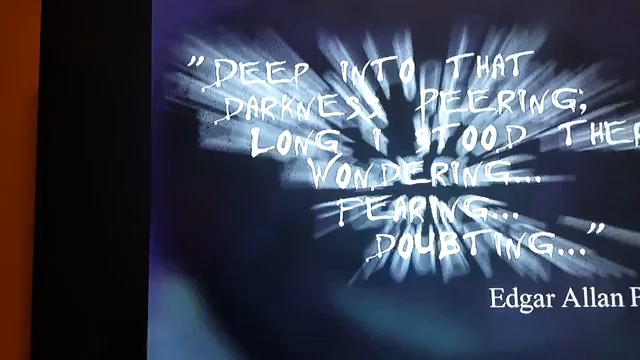 "DEEP INTO THAT
DARKNESS PEERING;
LONG I STOOD THER
WONDERING...
FEARING...
DOUBTING..."
Edgar Allan P